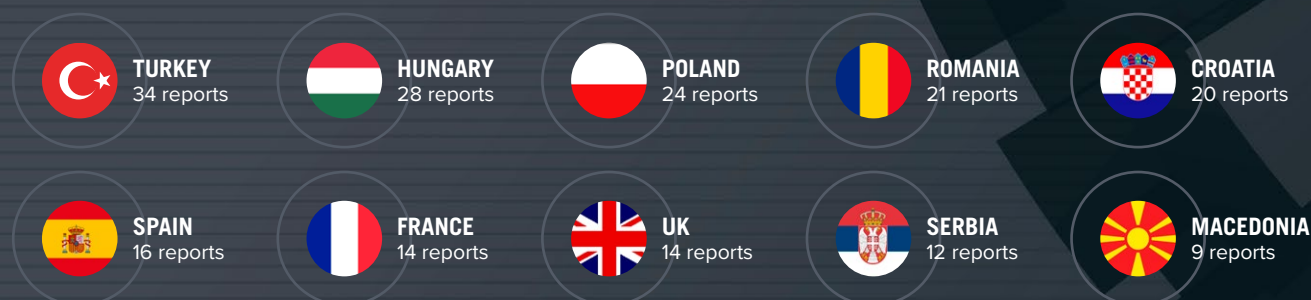 TURKEY
34 reports
HUNGARY
28 reports
POLAND
24 reports
ROMANIA
21 reports
CROATIA
20 reports
SPAIN
16 reports
FRANCE
14 reports
UK
14 reports
SERBIA
12 reports
MACEDONIA
9 reports